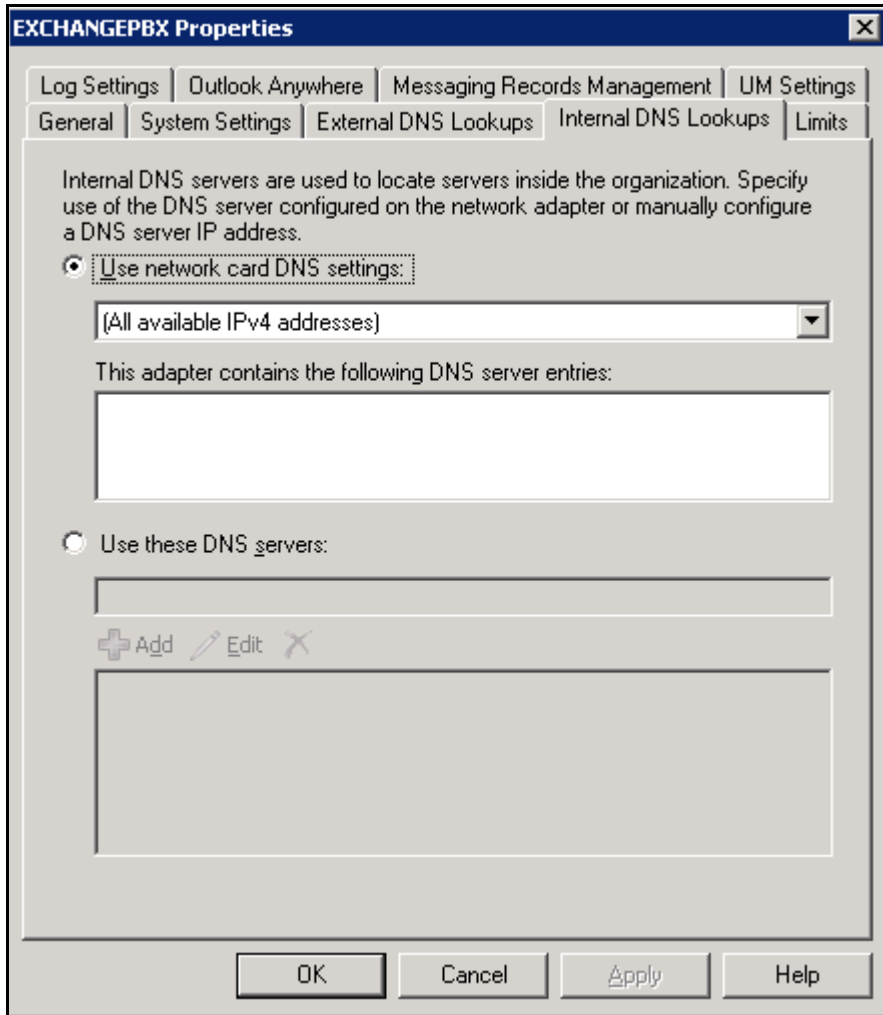 EXCHANGEPBX Properties
Log Settings Outlook Anywhere Messaging Records Management UM Settings
General System Settings External DNS Lookups Internal DNS Lookups Limits
Internal DNS servers are used to locate servers inside the organization. Specify
use of the DNS server configured on the network adapter or manually configure
a DNS server IP address.
Use network card DNS settings:
(All available IPv4 addresses)
This adapter contains the following DNS server entries:
Use these DNS servers:
Add Edit
OK Cancel Apply Help